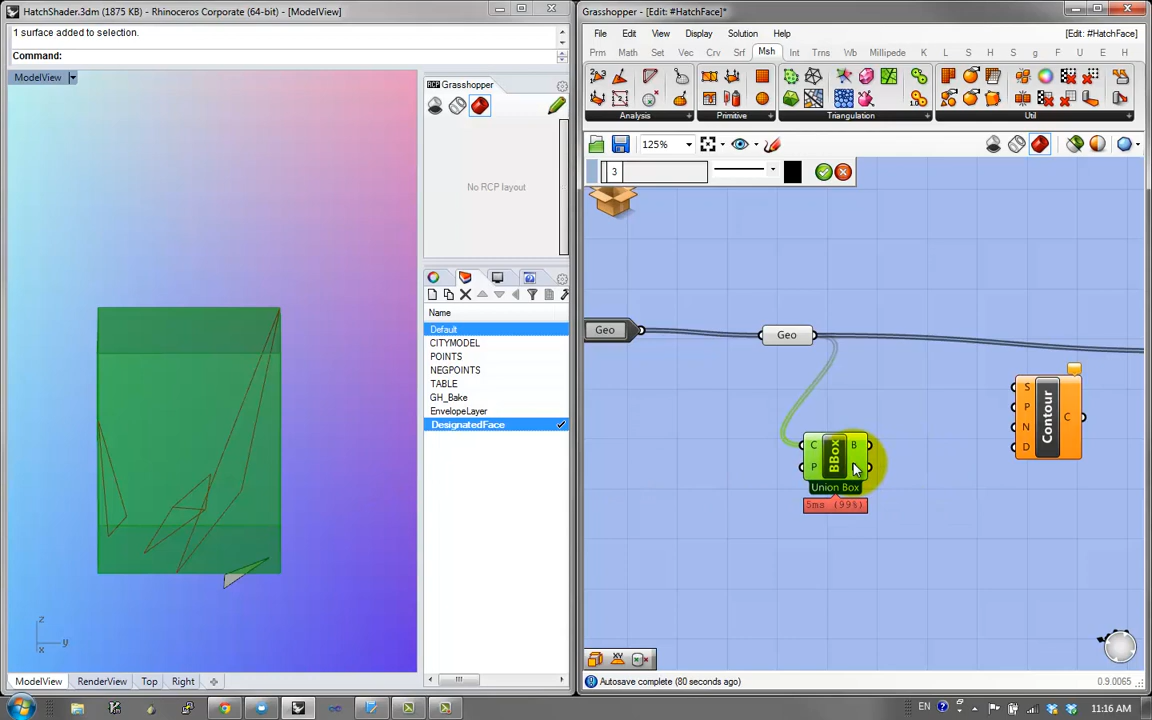 HatchShader.3dm (1875 KB) - Rhinoceros Corporate (64-bit) - [ModelView]
1 surface added to selection.
Command:
ModelView
Grasshopper
No RCP layout
Name
Default
CITYMODEL
POINTS
NEGPOINTS
TABLE
GH_Bake
EnvelopeLayer
DesignatedFace
z
y
x
ModelView RenderView Top Right
Grasshopper - [Edit: #HatchFace]*
File Edit View Display Solution Help [Edit: #HatchFace]
Prm Math Set Vec Crv Srf Msh Int Trns Wb Millipede K L S H S g f M U E H
Analysis Primitive Triangulation Util
125%
3
Geo
Geo
C B
P
BBox
Union Box
5ms (99%)
S
P
N
D
Contour
C
Autosave complete (80 seconds ago) 0.9.0065
EN 11:16 AM